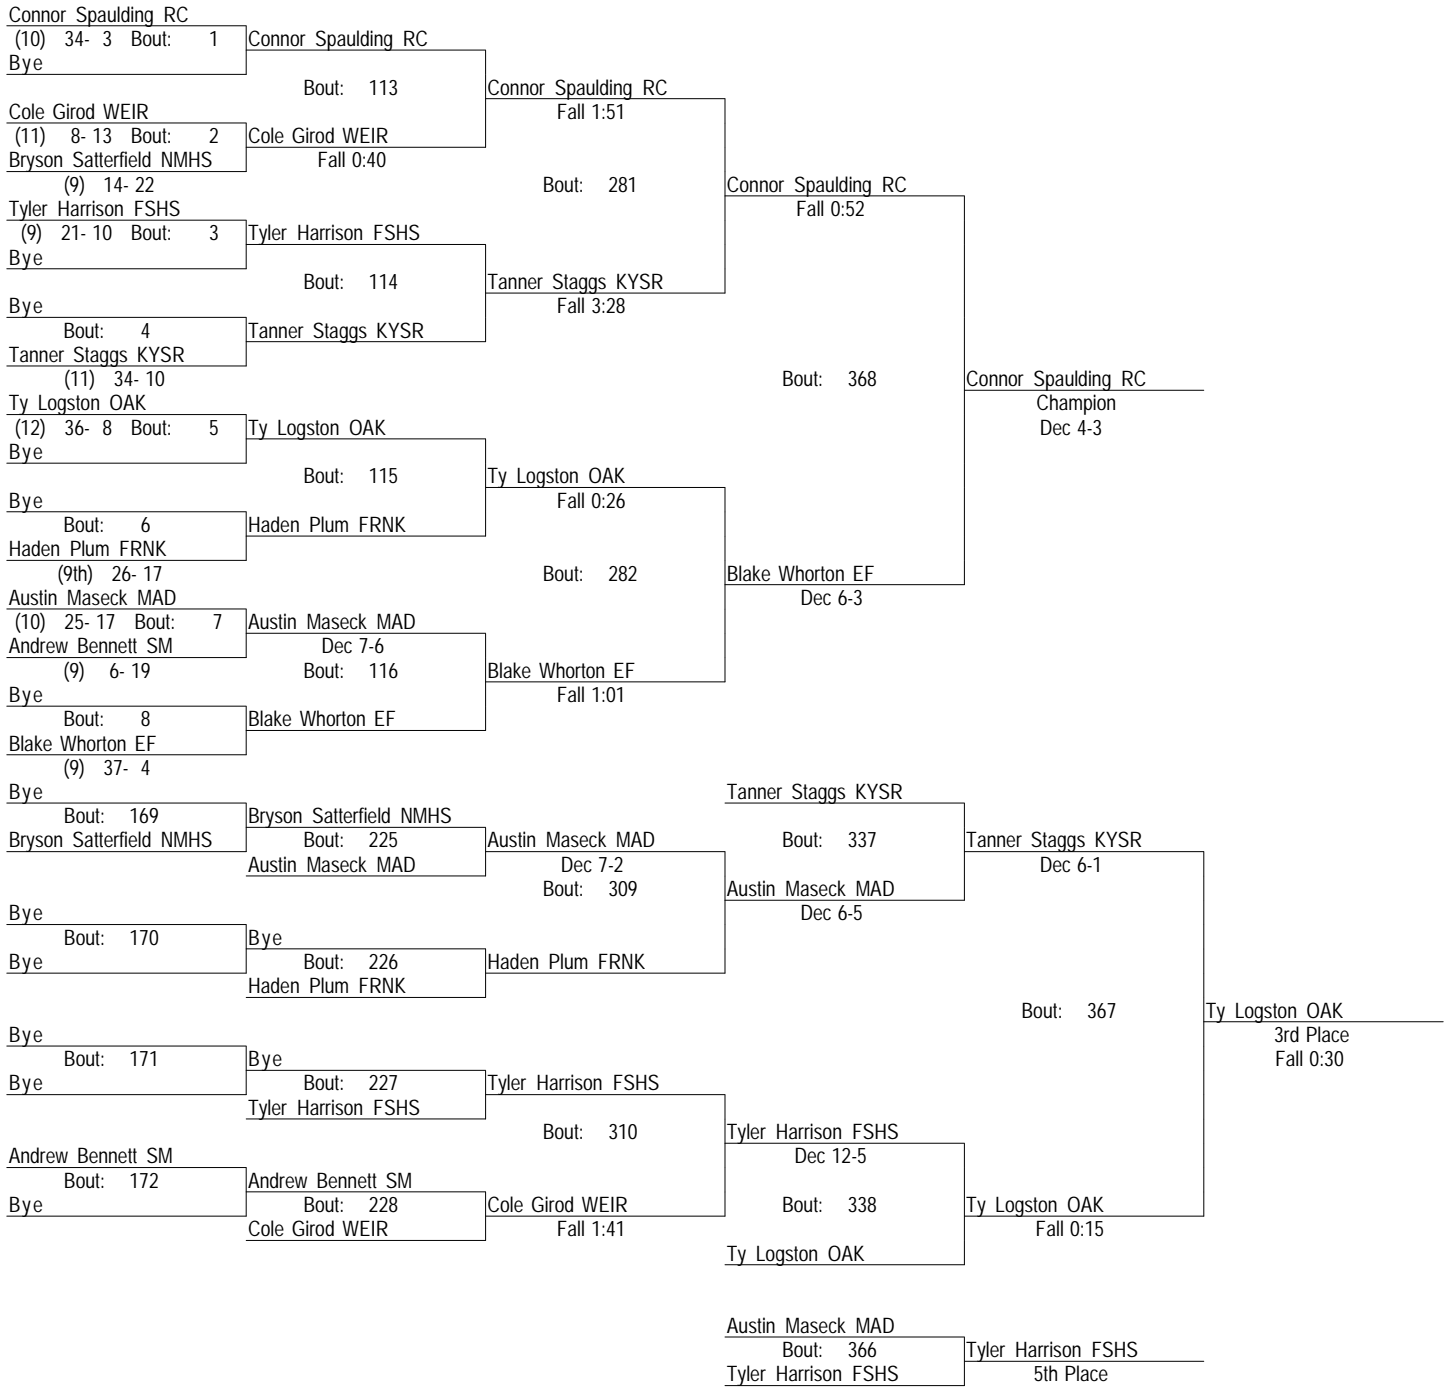 Connor Spaulding RC
(10) 34- 3 Bout: 1 Connor Spaulding RC
Bye
Bout: 113 Connor Spaulding RC
Cole Girod WEIR Fall 1:51
(11) 8- 13 Bout: 2 Cole Girod WEIR
Bryson Satterfield NMHS Fall 0:40
(9) 14- 22 Bout: 281 Connor Spaulding RC
Tyler Harrison FSHS Fall 0:52
(9) 21- 10 Bout: 3 Tyler Harrison FSHS
Bye
Bout: 114 Tanner Staggs KYSR
Bye Fall 3:28
Bout: 4 Tanner Staggs KYSR
Tanner Staggs KYSR
(11) 34- 10 Bout: 368 Connor Spaulding RC
Ty Logston OAK Champion
(12) 36- 8 Bout: 5 Ty Logston OAK Dec 4-3
Bye
Bout: 115 Ty Logston OAK
Bye Fall 0:26
Bout: 6 Haden Plum FRNK
Haden Plum FRNK
(9th) 26- 17 Bout: 282 Blake Whorton EF
Austin Maseck MAD Dec 6-3
(10) 25- 17 Bout: 7 Austin Maseck MAD
Andrew Bennett SM Dec 7-6
(9) 6- 19 Bout: 116 Blake Whorton EF
Bye Fall 1:01
Bout: 8 Blake Whorton EF
Blake Whorton EF
(9) 37- 4
Bye Tanner Staggs KYSR
Bout: 169 Bryson Satterfield NMHS
Bryson Satterfield NMHS Bout: 225 Austin Maseck MAD Bout: 337 Tanner Staggs KYSR
Austin Maseck MAD Dec 7-2 Dec 6-1
Bout: 309 Austin Maseck MAD
Bye Dec 6-5
Bout: 170 Bye
Bye Bout: 226 Haden Plum FRNK
Haden Plum FRNK
Bout: 367 Ty Logston OAK
Bye 3rd Place
Bout: 171 Bye Fall 0:30
Bye Bout: 227 Tyler Harrison FSHS
Tyler Harrison FSHS
Bout: 310 Tyler Harrison FSHS
Andrew Bennett SM Dec 12-5
Bout: 172 Andrew Bennett SM
Bye Bout: 228 Cole Girod WEIR Bout: 338 Ty Logston OAK
Cole Girod WEIR Fall 1:41 Fall 0:15
Ty Logston OAK
Austin Maseck MAD
Bout: 366 Tyler Harrison FSHS
Tyler Harrison FSHS 5th Place